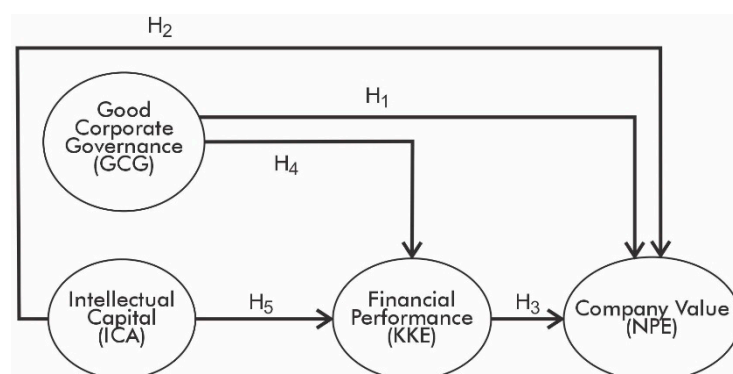 H2
Good
Corporate
Governance
(GCG)
H1
H4
Intellectual
Capital
(ICA)
H5
Financial
Performance
(KKE)
H3
Company Value
(NPE)